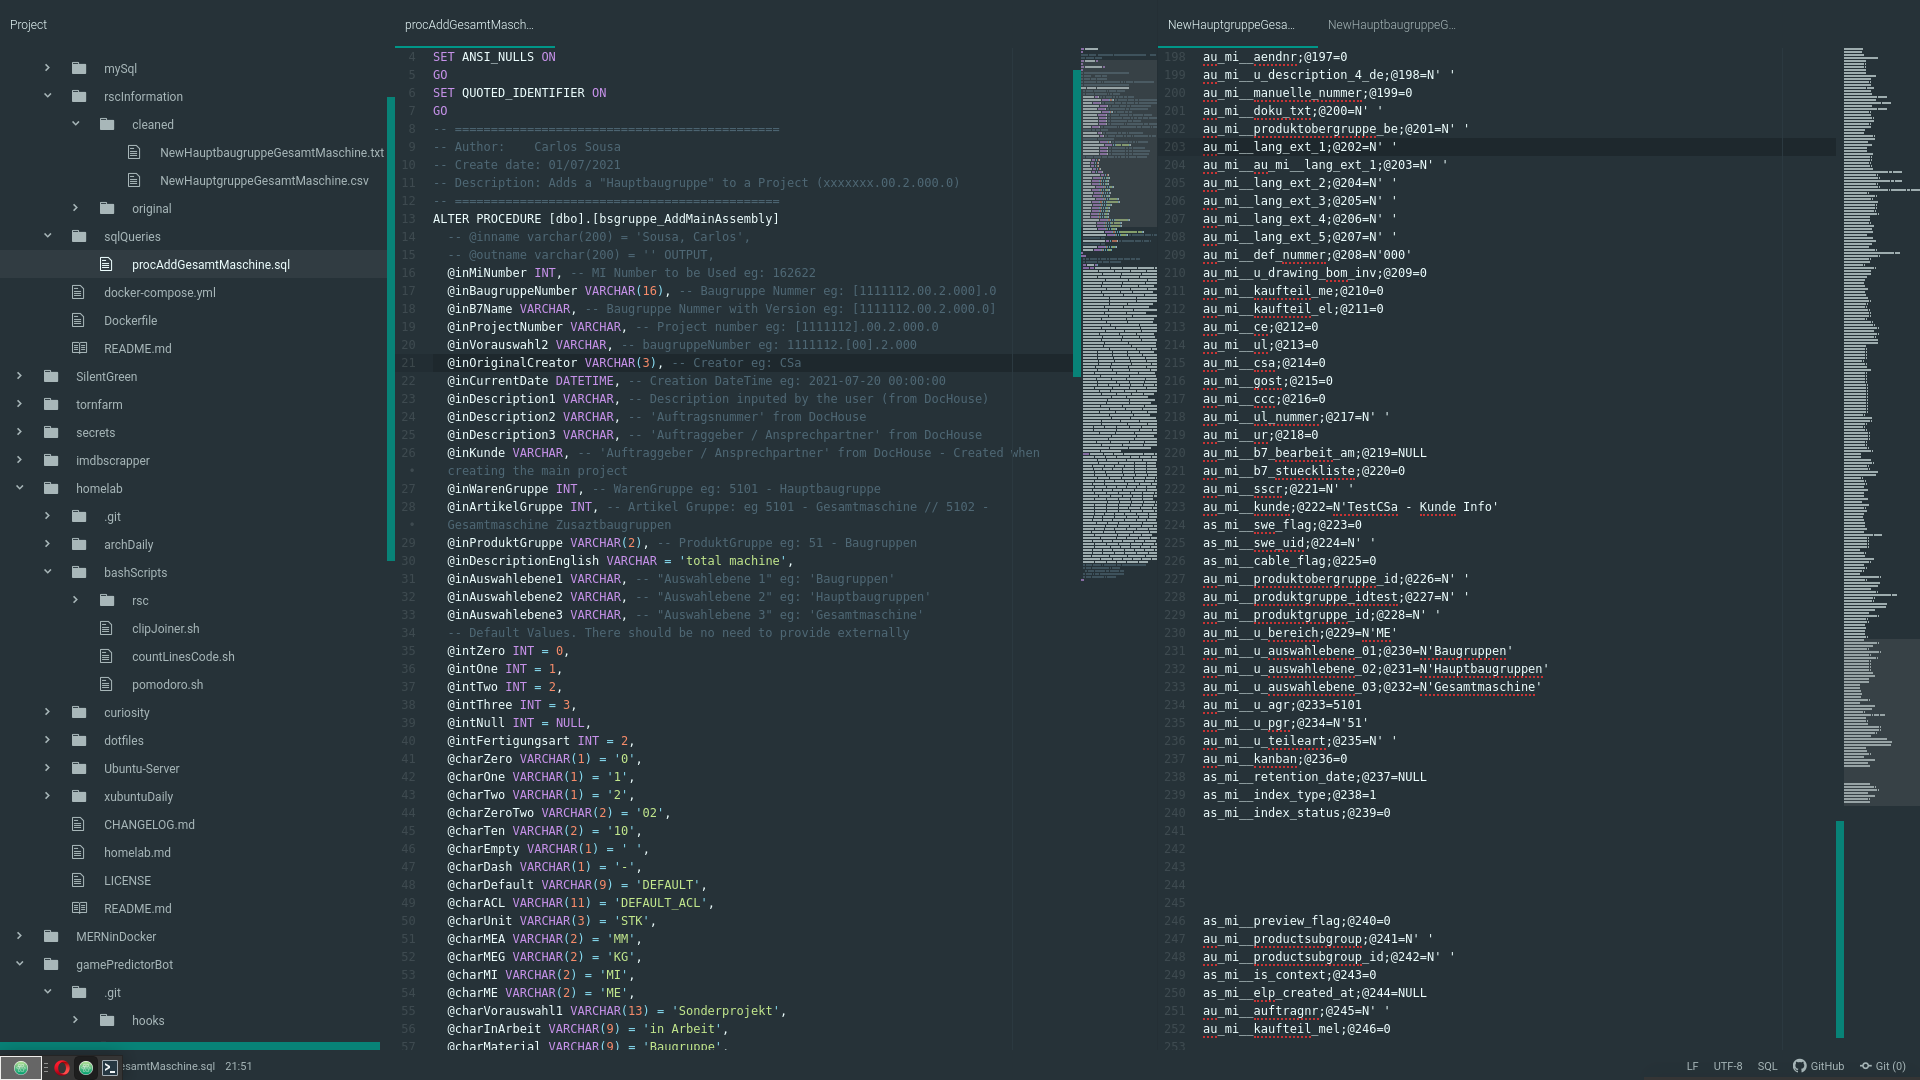 Project
mySql
rscInformation
cleaned
NewHauptbaugruppeGesamtMaschine.txt
NewHauptgruppeGesamtMaschine.csv
original
sqlQueries
procAddGesamtMaschine.sql
docker-compose.yml
Dockerfile
README.md
SilentGreen
tornfarm
secrets
imdbscrapper
homelab
.git
archDaily
bashScripts
rsc
clipJoiner.sh
countLinesCode.sh
pomodoro.sh
curiosity
dotfiles
Ubuntu-Server
xubuntuDaily
CHANGELOG.md
homelab.md
LICENSE
README.md
MERNinDocker
gamePredictorBot
.git
hooks
procAddGesamtMasch...
4 SET ANSI_NULLS ON
5 GO
6 SET QUOTED_IDENTIFIER ON
7 GO
8 -- =============================================
9 -- Author:    Carlos Sousa
10 -- Create date: 01/07/2021
11 -- Description: Adds a "Hauptbaugruppe" to a Project (xxxxxxx.00.2.000.0)
12 -- =============================================
13 ALTER PROCEDURE [dbo].[bsgruppe_AddMainAssembly]
14 -- @inname varchar(200) = 'Sousa, Carlos',
15 -- @outname varchar(200) = '' OUTPUT,
16 @inMiNumber INT, -- MI Number to be Used eg: 162622
17 @inBaugruppeNumber VARCHAR(16), -- Baugruppe Nummer eg: [1111112.00.2.000].0
18 @inB7Name VARCHAR, -- Baugruppe Nummer with Version eg: [1111112.00.2.000.0]
19 @inProjectNumber VARCHAR, -- Project number eg: [1111112].00.2.000.0
20 @inVorauswahl2 VARCHAR, -- baugruppeNumber eg: 1111112.[00].2.000
21 @inOriginalCreator VARCHAR(3), -- Creator eg: CSa
22 @inCurrentDate DATETIME, -- Creation DateTime eg: 2021-07-20 00:00:00
23 @inDescription1 VARCHAR, -- Description inputed by the user (from DocHouse)
24 @inDescription2 VARCHAR, -- 'Auftragsnummer' from DocHouse
25 @inDescription3 VARCHAR, -- 'Auftraggeber / Ansprechpartner' from DocHouse
26 @inKunde VARCHAR, -- 'Auftraggeber / Ansprechpartner' from DocHouse - Created when
• creating the main project
27 @inWarenGruppe INT, -- WarenGruppe eg: 5101 - Hauptbaugruppe
28 @inArtikelGruppe INT, -- Artikel Gruppe: eg 5101 - Gesamtmaschine // 5102 -
• Gesamtmaschine Zusaztbaugruppen
29 @inProduktGruppe VARCHAR(2), -- ProduktGruppe eg: 51 - Baugruppen
30 @inDescriptionEnglish VARCHAR = 'total machine',
31 @inAuswahlebene1 VARCHAR, -- "Auswahlebene 1" eg: 'Baugruppen'
32 @inAuswahlebene2 VARCHAR, -- "Auswahlebene 2" eg: 'Hauptbaugruppen'
33 @inAuswahlebene3 VARCHAR, -- "Auswahlebene 3" eg: 'Gesamtmaschine'
34 -- Default Values. There should be no need to provide externally
35 @intZero INT = 0,
36 @intOne INT = 1,
37 @intTwo INT = 2,
38 @intThree INT = 3,
39 @intNull INT = NULL,
40 @intFertigungsart INT = 2,
41 @charZero VARCHAR(1) = '0',
42 @charOne VARCHAR(1) = '1',
43 @charTwo VARCHAR(1) = '2',
44 @charZeroTwo VARCHAR(2) = '02',
45 @charTen VARCHAR(2) = '10',
46 @charEmpty VARCHAR(1) = ' ',
47 @charDash VARCHAR(1) = '-',
48 @charDefault VARCHAR(9) = 'DEFAULT',
49 @charACL VARCHAR(11) = 'DEFAULT_ACL',
50 @charUnit VARCHAR(3) = 'STK',
51 @charMEA VARCHAR(2) = 'MM',
52 @charMEG VARCHAR(2) = 'KG',
53 @charMI VARCHAR(2) = 'MI',
54 @charME VARCHAR(2) = 'ME',
55 @charVorauswahl1 VARCHAR(13) = 'Sonderprojekt',
56 @charInArbeit VARCHAR(9) = 'in Arbeit',
57 @charMaterial VARCHAR(9) = 'Baugruppe',
NewHauptgruppeGesa...
NewHauptbaugruppeG...
198 au_mi__aendnr;@197=0
199 au_mi__u_description_4_de;@198=N' '
200 au_mi__manuelle_nummer;@199=0
201 au_mi__doku_txt;@200=N' '
202 au_mi__produktobergruppe_be;@201=N' '
203 au_mi__lang_ext_1;@202=N' '
204 au_mi__au_mi__lang_ext_1;@203=N' '
205 au_mi__lang_ext_2;@204=N' '
206 au_mi__lang_ext_3;@205=N' '
207 au_mi__lang_ext_4;@206=N' '
208 au_mi__lang_ext_5;@207=N' '
209 au_mi__def_nummer;@208=N'000'
210 au_mi__u_drawing_bom_inv;@209=0
211 au_mi__kaufteil_me;@210=0
212 au_mi__kaufteil_el;@211=0
213 au_mi__ce;@212=0
214 au_mi__ul;@213=0
215 au_mi__csa;@214=0
216 au_mi__gost;@215=0
217 au_mi__ccc;@216=0
218 au_mi__ul_nummer;@217=N' '
219 au_mi__ur;@218=0
220 au_mi__b7_bearbeit_am;@219=NULL
221 au_mi__b7_stueckliste;@220=0
222 au_mi__sscr;@221=N' '
223 au_mi__kunde;@222=N'TestCSa - Kunde Info'
224 as_mi__swe_flag;@223=0
225 as_mi__swe_uid;@224=N' '
226 as_mi__cable_flag;@225=0
227 au_mi__produktobergruppe_id;@226=N' '
228 au_mi__produktgruppe_idtest;@227=N' '
229 au_mi__produktgruppe_id;@228=N' '
230 au_mi__u_bereich;@229=N'ME'
231 au_mi__u_auswahlebene_01;@230=N'Baugruppen'
232 au_mi__u_auswahlebene_02;@231=N'Hauptbaugruppen'
233 au_mi__u_auswahlebene_03;@232=N'Gesamtmaschine'
234 au_mi__u_agr;@233=5101
235 au_mi__u_pgr;@234=N'51'
236 au_mi__u_teileart;@235=N' '
237 au_mi__kanban;@236=0
238 as_mi__retention_date;@237=NULL
239 as_mi__index_type;@238=1
240 as_mi__index_status;@239=0
241
242
243
244
245
246 as_mi__preview_flag;@240=0
247 au_mi__productsubgroup;@241=N' '
248 au_mi__productsubgroup_id;@242=N' '
249 as_mi__is_context;@243=0
250 as_mi__elp_created_at;@244=NULL
251 au_mi__auftragnr;@245=N' '
252 au_mi__kaufteil_mel;@246=0
253
esamtMaschine.sql 21:51
LF UTF-8 SQL GitHub Git (0)